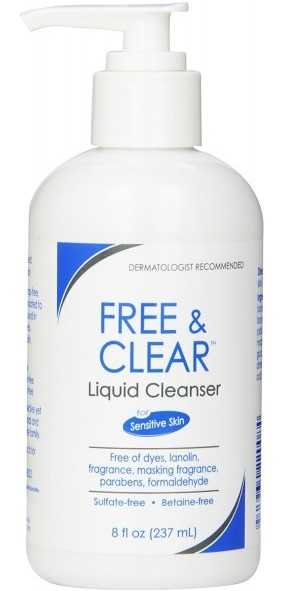 DERMATOLOGIST RECOMMENDED
FREE &
CLEAR™
Liquid Cleanser
for
Sensitive Skin
Free of dyes, lanolin,
fragrance, masking fragrance,
parabens, formaldehyde
Sulfate-free • Betaine-free
8 fl oz (237 mL)